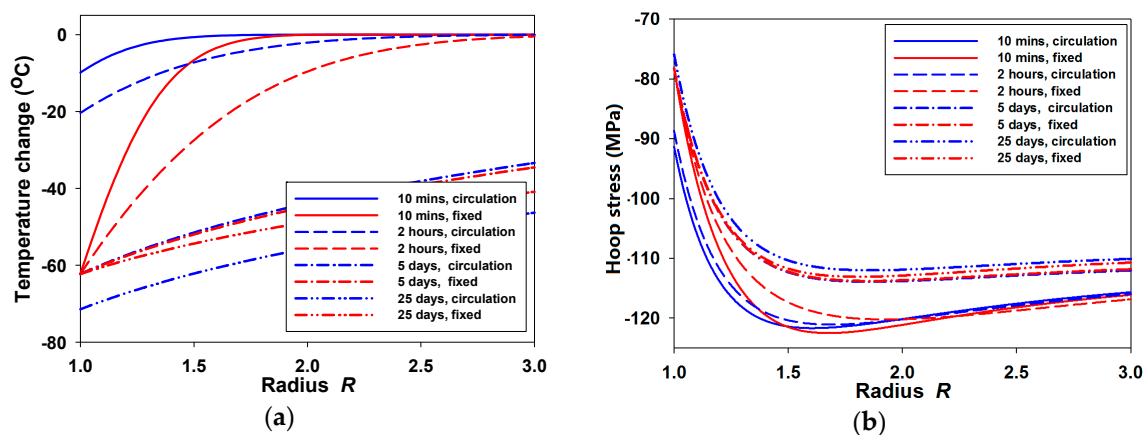 0
-20
-40
-60
-80
Temperature change (°C)
10 mins, circulation
10 mins, fixed
2 hours, circulation
2 hours, fixed
5 days,  circulation
5 days,  fixed
25 days, circulation
25 days, fixed
1.0 1.5 2.0 2.5 3.0
Radius R
(a)
-70
-80
-90
-100
-110
-120
Hoop stress (MPa)
10 mins, circulation
10 mins, fixed
2 hours, circulation
2 hours, fixed
5 days, circulation
5 days,  fixed
25 days, circulation
25 days, fixed
1.0 1.5 2.0 2.5 3.0
Radius R
(b)